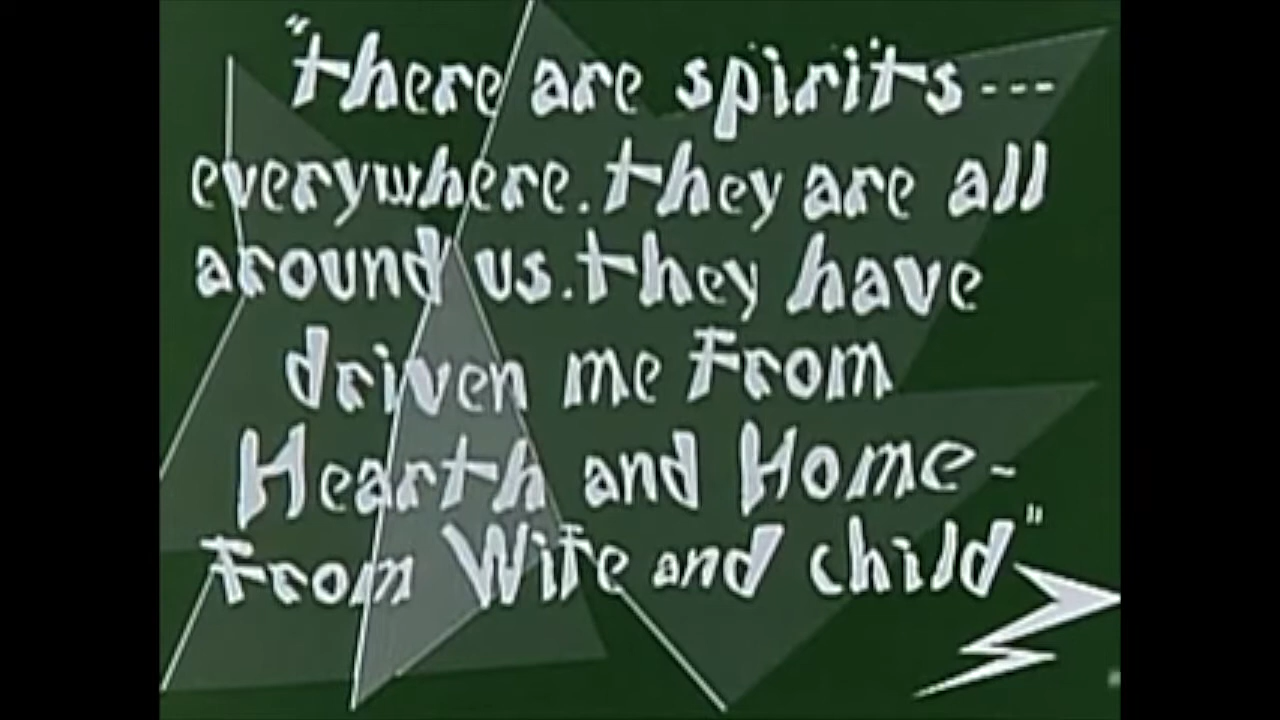 "there are spirits---
everywhere. they are all
around us. they have
driven me from
Hearth and Home-
From Wife and child"